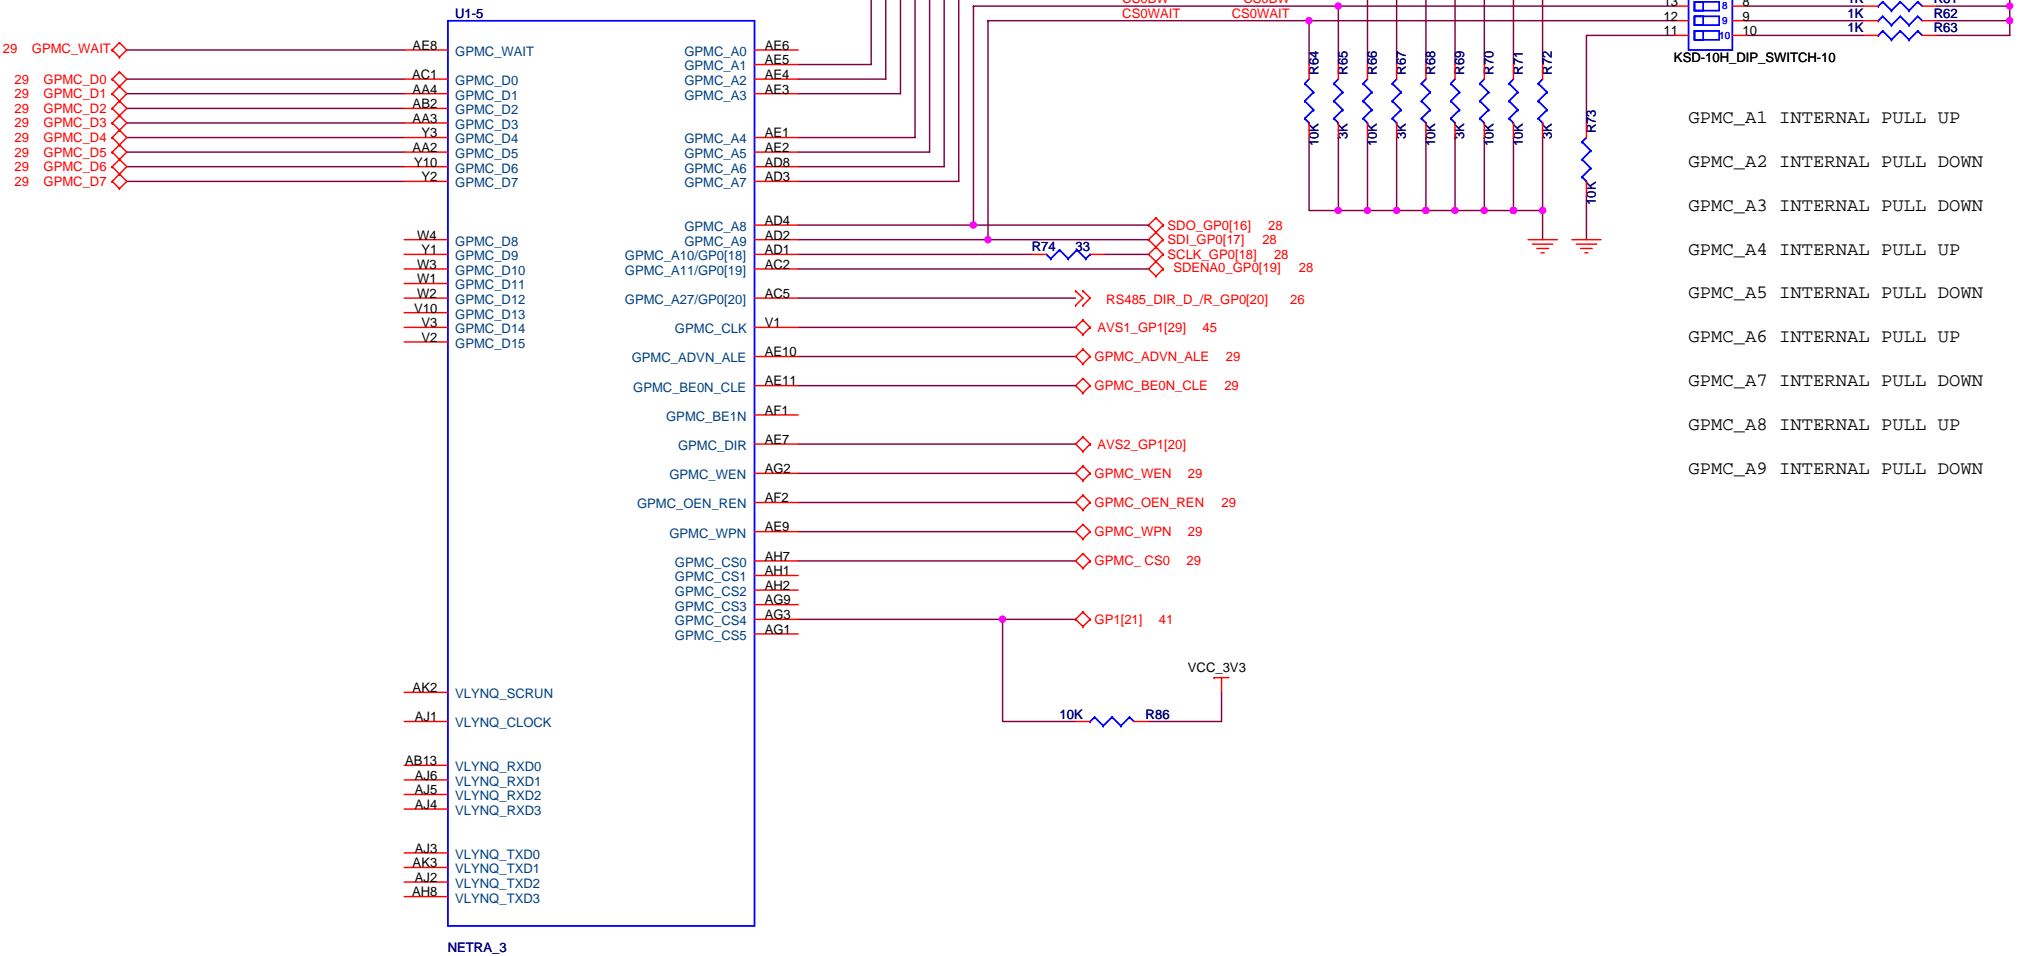 U1-5
CS0DW CS0DW
CS0WAIT CS0WAIT
13 8 8 1K R61
12 9 9 1K R62
11 10 10 1K R63
KSD-10H_DIP_SWITCH-10
29 GPMC_WAIT AE8 GPMC_WAIT
29 GPMC_D0 AC1 GPMC_D0
29 GPMC_D1 AA4 GPMC_D1
29 GPMC_D2 AB2 GPMC_D2
29 GPMC_D3 AA3 GPMC_D3
29 GPMC_D4 Y3 GPMC_D4
29 GPMC_D5 AA2 GPMC_D5
29 GPMC_D6 Y10 GPMC_D6
29 GPMC_D7 Y2 GPMC_D7
W4 GPMC_D8
Y1 GPMC_D9
W3 GPMC_D10
W1 GPMC_D11
W2 GPMC_D12
V10 GPMC_D13
V3 GPMC_D14
V2 GPMC_D15
AK2 VLYNQ_SCRUN
AJ1 VLYNQ_CLOCK
AB13 VLYNQ_RXD0
AJ6 VLYNQ_RXD1
AJ5 VLYNQ_RXD2
AJ4 VLYNQ_RXD3
AJ3 VLYNQ_TXD0
AK3 VLYNQ_TXD1
AJ2 VLYNQ_TXD2
AH8 VLYNQ_TXD3
GPMC_A0 AE6
GPMC_A1 AE5
GPMC_A2 AE4
GPMC_A3 AE3
GPMC_A4 AE1
GPMC_A5 AE2
GPMC_A6 AD8
GPMC_A7 AD3
GPMC_A8 AD4 SDO_GP0[16] 28
GPMC_A9 AD2 SDI_GP0[17] 28
GPMC_A10/GP0[18] AD1 R74 33 SCLK_GP0[18] 28
GPMC_A11/GP0[19] AC2 SDENA0_GP0[19] 28
GPMC_A27/GP0[20] AC5 RS485_DIR_D_/R_GP0[20] 26
GPMC_CLK V1 AVS1_GP1[29] 45
GPMC_ADVN_ALE AE10 GPMC_ADVN_ALE 29
GPMC_BE0N_CLE AE11 GPMC_BE0N_CLE 29
GPMC_BE1N AF1
GPMC_DIR AE7 AVS2_GP1[20]
GPMC_WEN AG2 GPMC_WEN 29
GPMC_OEN_REN AF2 GPMC_OEN_REN 29
GPMC_WPN AE9 GPMC_WPN 29
GPMC_CS0 AH7 GPMC_ CS0 29
GPMC_CS1 AH1
GPMC_CS2 AH2
GPMC_CS3 AG9
GPMC_CS4 AG3 GP1[21] 41
GPMC_CS5 AG1
VCC_3V3
10K R86
R64 10K
R65 3K
R66 10K
R67 3K
R68 10K
R69 3K
R70 10K
R71 10K
R72 3K
R73 10K
GPMC_A1 INTERNAL PULL UP
GPMC_A2 INTERNAL PULL DOWN
GPMC_A3 INTERNAL PULL DOWN
GPMC_A4 INTERNAL PULL UP
GPMC_A5 INTERNAL PULL DOWN
GPMC_A6 INTERNAL PULL UP
GPMC_A7 INTERNAL PULL DOWN
GPMC_A8 INTERNAL PULL UP
GPMC_A9 INTERNAL PULL DOWN
NETRA_3